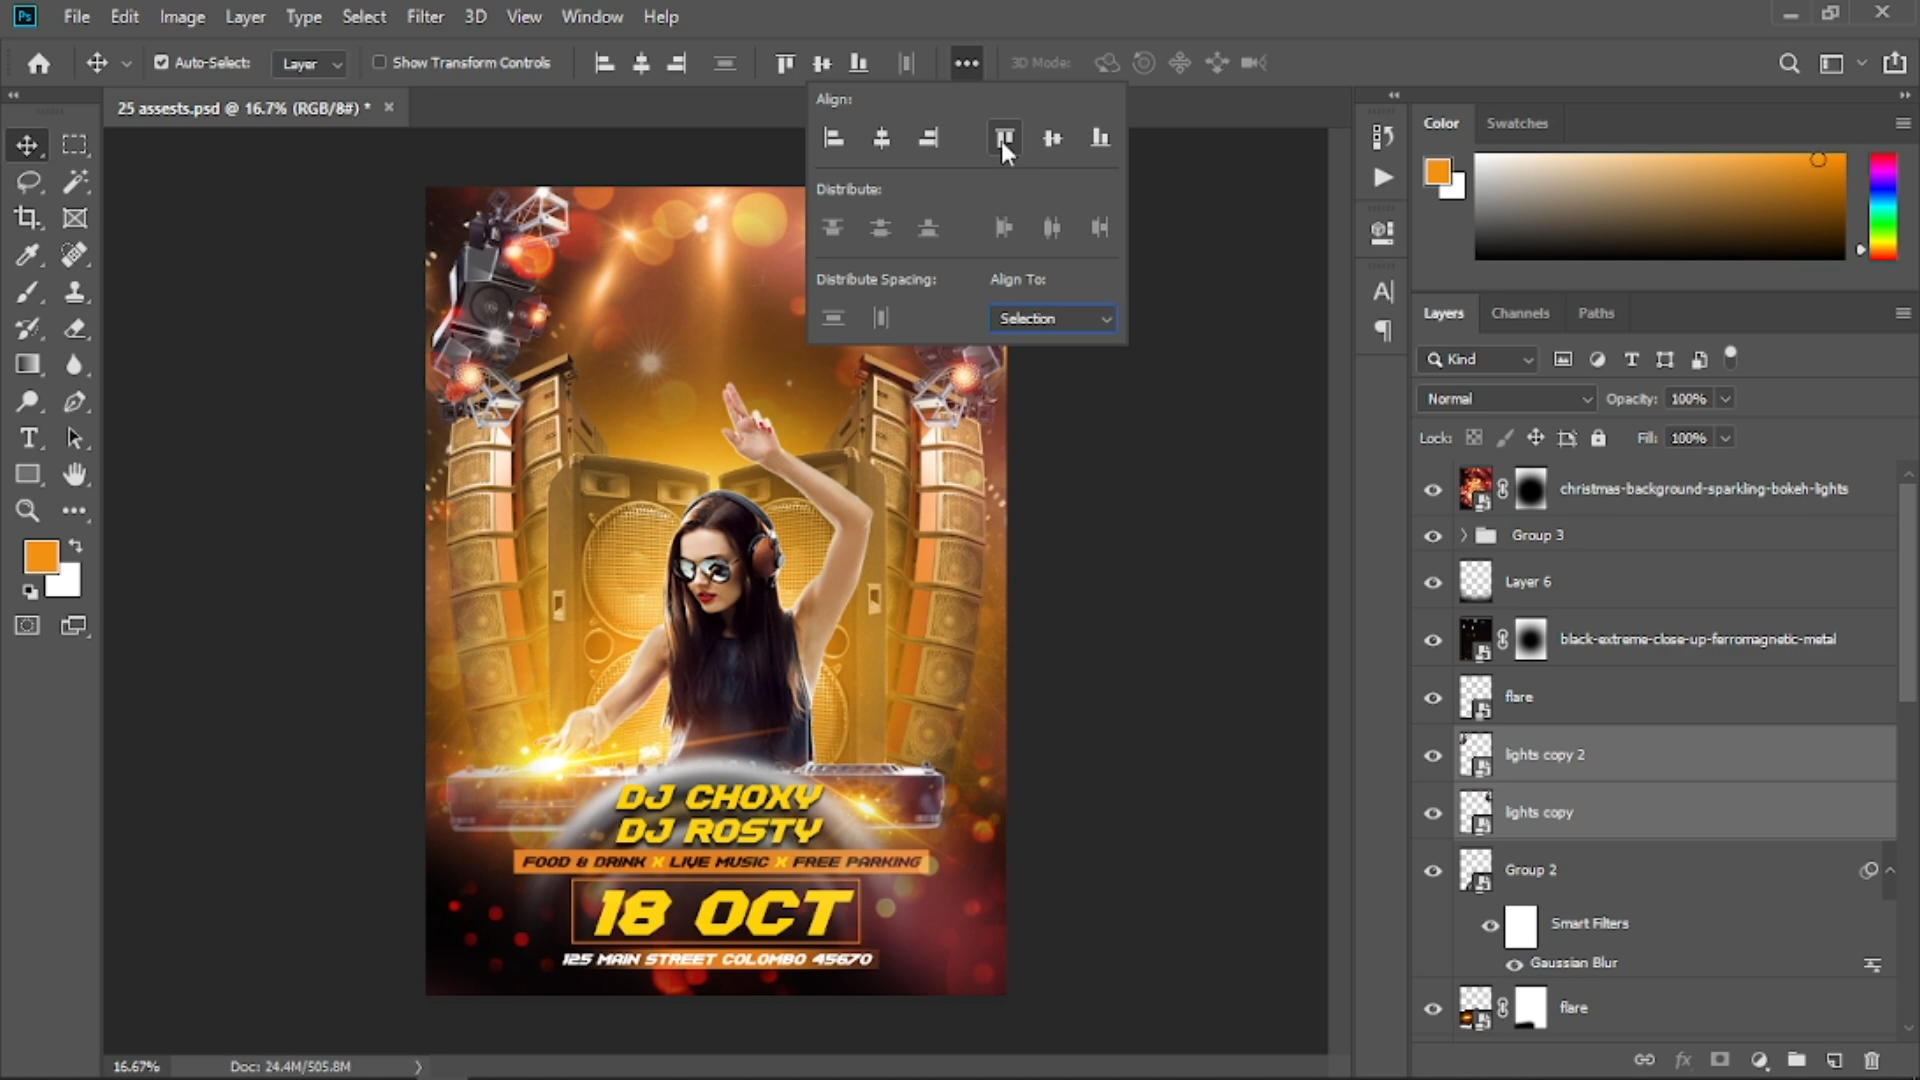 Ps File Edit Image Layer Type Select Filter 3D View Window Help
Auto-Select: Layer Show Transform Controls 3D Mode:
25 assests.psd @ 16.7% (RGB/8#) *
Align:
Distribute:
Distribute Spacing: Align To:
Selection
Color Swatches
Layers Channels Paths
Kind
Normal Opacity: 100%
Lock: Fill: 100%
christmas-background-sparkling-bokeh-lights
Group 3
Layer 6
black-extreme-close-up-ferromagnetic-metal
flare
lights copy 2
lights copy
Group 2
Smart Filters
Gaussian Blur
flare
DJ CHOXY
DJ ROSTY
FOOD & DRINK X LIVE MUSIC X FREE PARKING
18 OCT
125 MAIN STREET COLOMBO 45670
16.67% Doc: 24.4M/505.8M